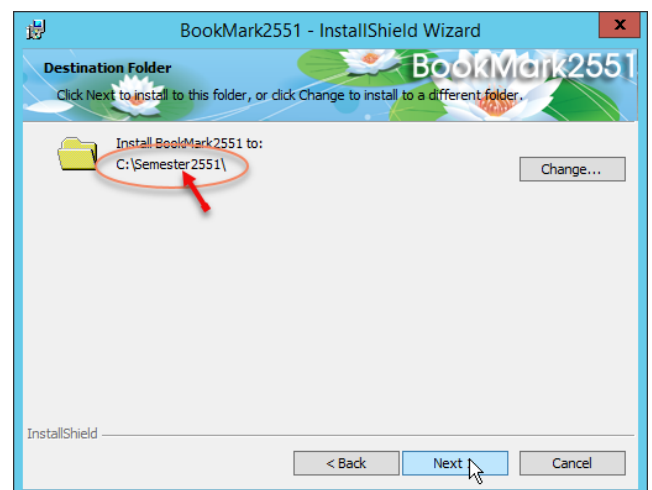 BookMark2551 - InstallShield Wizard
x
Destination Folder
BookMark2551
Click Next to install to this folder, or click Change to install to a different folder.
Install BookMark2551 to:
C:\Semester2551\
Change...
InstallShield
< Back
Next >
Cancel